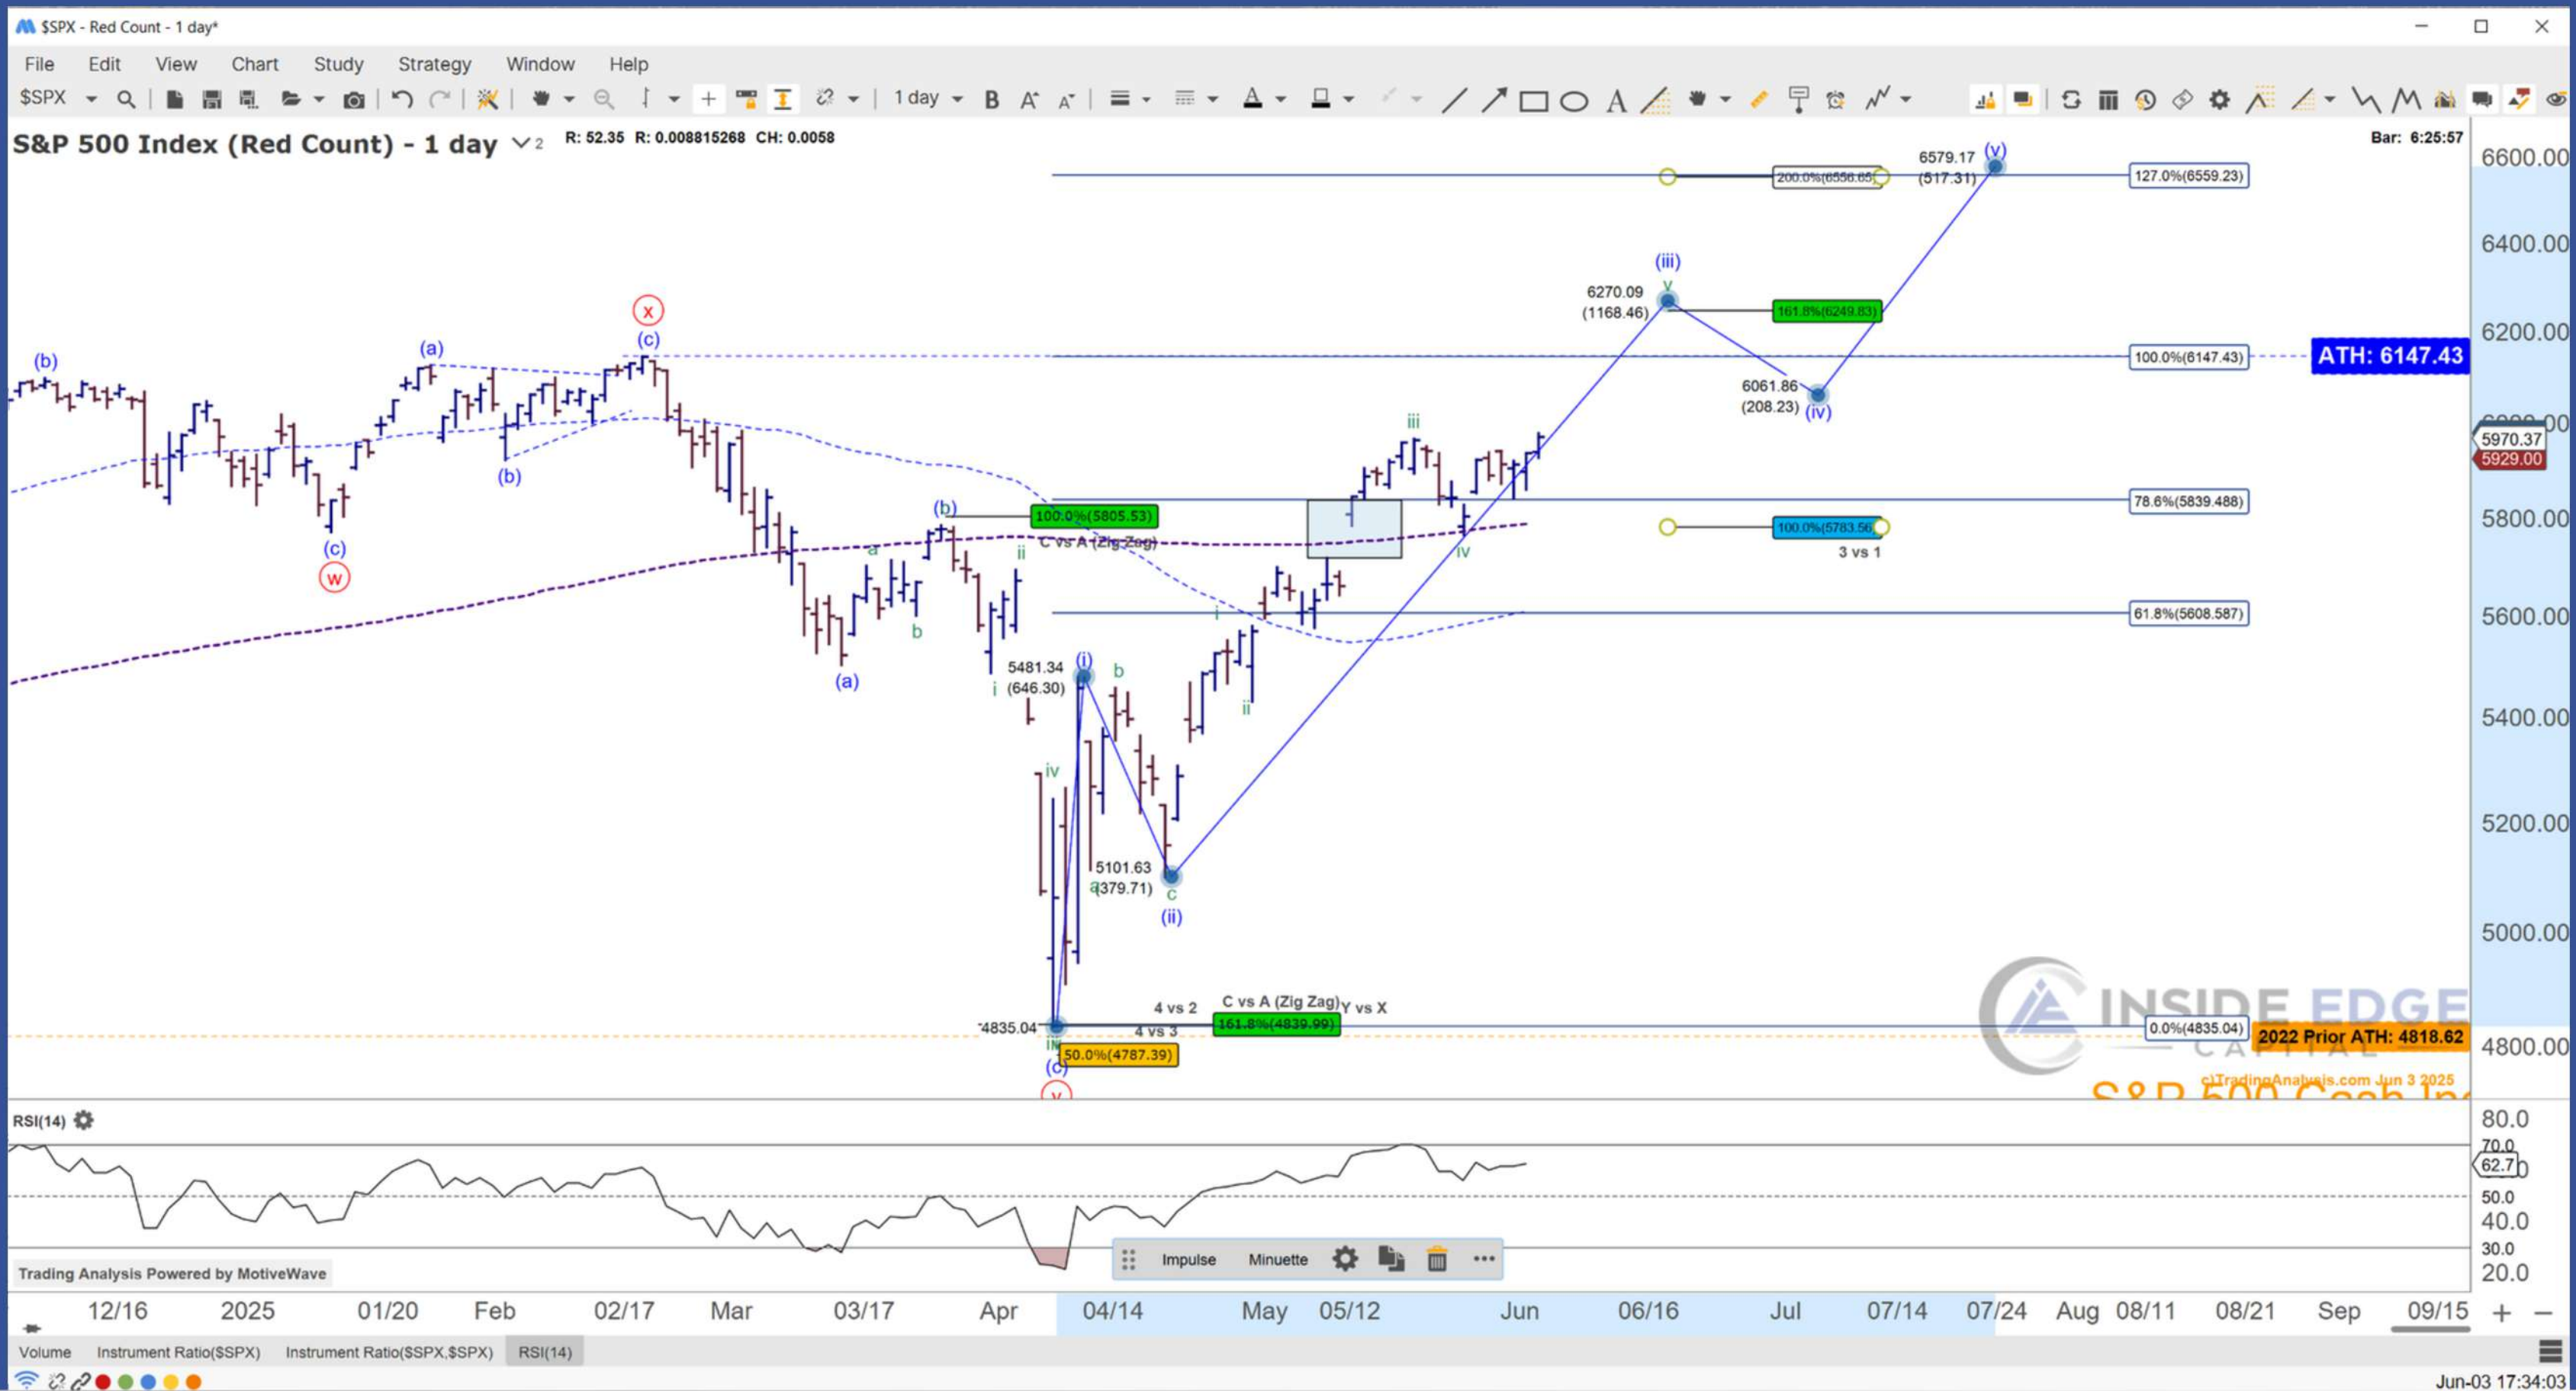 $SPX - Red Count - 1 day*
File Edit View Chart Study Strategy Window Help
$SPX 1 day B A A A A
S&P 500 Index (Red Count) - 1 day 2 R: 52.35 R: 0.008815268 CH: 0.0058
Bar: 6:25:57
(v)
6579.17
(517.31)
200.0%(6556.65)
127.0%(6559.23)
6600.00
6400.00
(iii)
v
6270.09
(1168.46)
161.8%(6249.83)
6200.00
x
(c)
(b)
(a)
100.0%(6147.43)
ATH: 6147.43
6061.86
(208.23)
(iv)
iii
5970.37
5929.00
(b)
(c)
w
(b)
100.0%(5805.53)
C vs A (Zig Zag)
78.6%(5839.488)
5800.00
100.0%(5783.56)
3 vs 1
a
ii
iv
b
i
61.8%(5608.587)
5600.00
(a)
5481.34
(646.30)
(i)
i
b
ii
5400.00
iv
5200.00
5101.63
(379.71)
a
c
(ii)
5000.00
4 vs 2
C vs A (Zig Zag)
Y vs X
4835.04
4 vs 3
161.8%(4839.99)
0.0%(4835.04)
INSIDE EDGE
CAPITAL
2022 Prior ATH: 4818.62
4800.00
50.0%(4787.39)
(c)
(c)TradingAnalysis.com Jun 3 2025
RSI(14)
80.0
70.0
62.7
50.0
40.0
30.0
20.0
Impulse Minuette
Trading Analysis Powered by MotiveWave
12/16 2025 01/20 Feb 02/17 Mar 03/17 Apr 04/14 May 05/12 Jun 06/16 Jul 07/14 07/24 Aug 08/11 08/21 Sep 09/15
Volume Instrument Ratio($SPX) Instrument Ratio($SPX,$SPX) RSI(14)
Jun-03 17:34:03